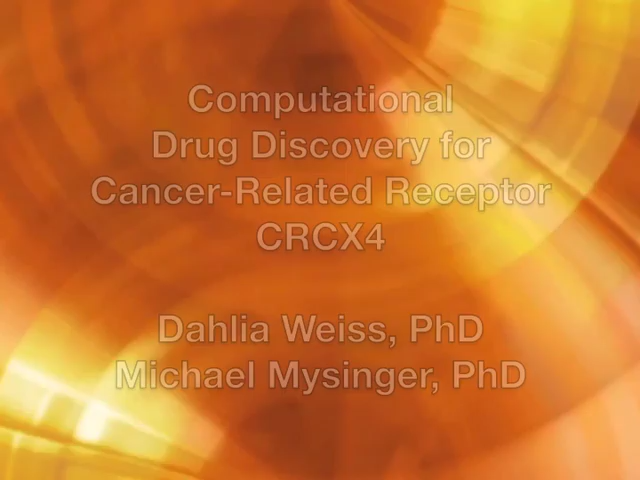 Computational
Drug Discovery for
Cancer-Related Receptor
CRCX4
Dahlia Weiss, PhD
Michael Mysinger, PhD